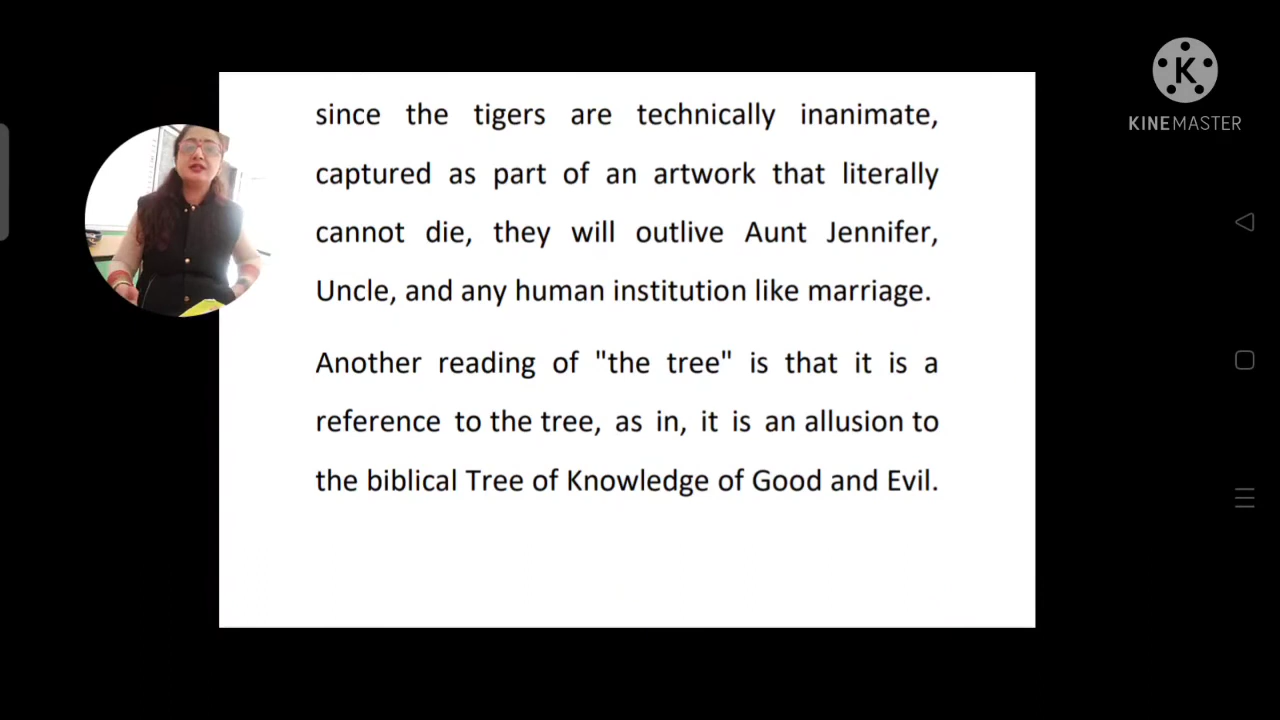 since the tigers are technically inanimate,
captured as part of an artwork that literally
cannot die, they will outlive Aunt Jennifer,
Uncle, and any human institution like marriage.
Another reading of "the tree" is that it is a
reference to the tree, as in, it is an allusion to
the biblical Tree of Knowledge of Good and Evil.
K
KINEMASTER